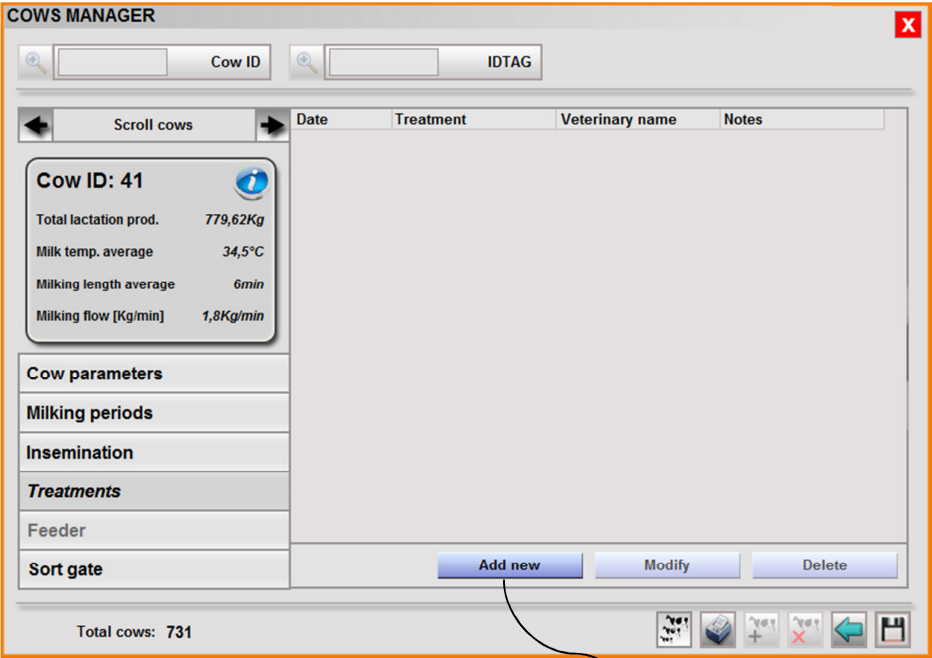 COWS MANAGER
X
Cow ID
IDTAG
Scroll cows
Date Treatment Veterinary name Notes
Cow ID: 41
Total lactation prod. 779,62Kg
Milk temp. average 34,5°C
Milking length average 6min
Milking flow [Kg/min] 1,8Kg/min
Cow parameters
Milking periods
Insemination
Treatments
Feeder
Sort gate
Add new Modify Delete
Total cows: 731